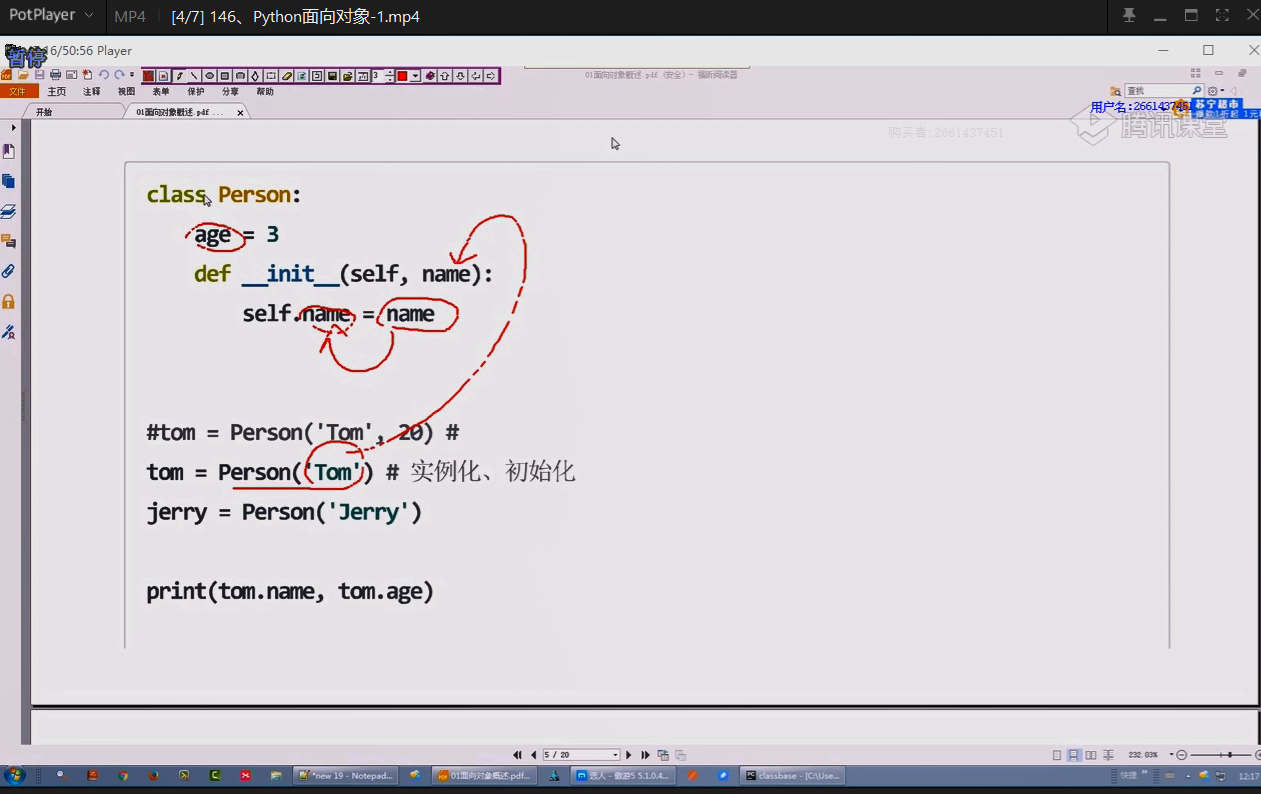 PotPlayer MP4 [4/7] 146、Python面向对象-1.mp4
暂停 16/50:56 Player
01面向对象概述.pdf (安全) - 福昕阅读器
文件 主页 注释 视图 表单 保护 分享 帮助
查找
开始 01面向对象概述.pdf ...
用户名:2661437451
苏宁超市
腾讯课堂
购买者:2661437451
class Person:
age = 3
def __init__(self, name):
self.name = name
#tom = Person('Tom', 20) #
tom = Person('Tom') # 实例化、初始化
jerry = Person('Jerry')
print(tom.name, tom.age)
5 / 20
232.03%
*new 19 - Notepad...
01面向对象概述.pdf...
选人 - 傲游5 5.1.0.4...
classbase - [C:\Use...
快捷
12:17